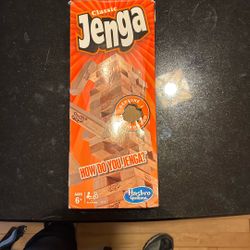 Classic
Jenga
HOW DO YOU JENGA?
AGES
6+
Hasbro
Gaming